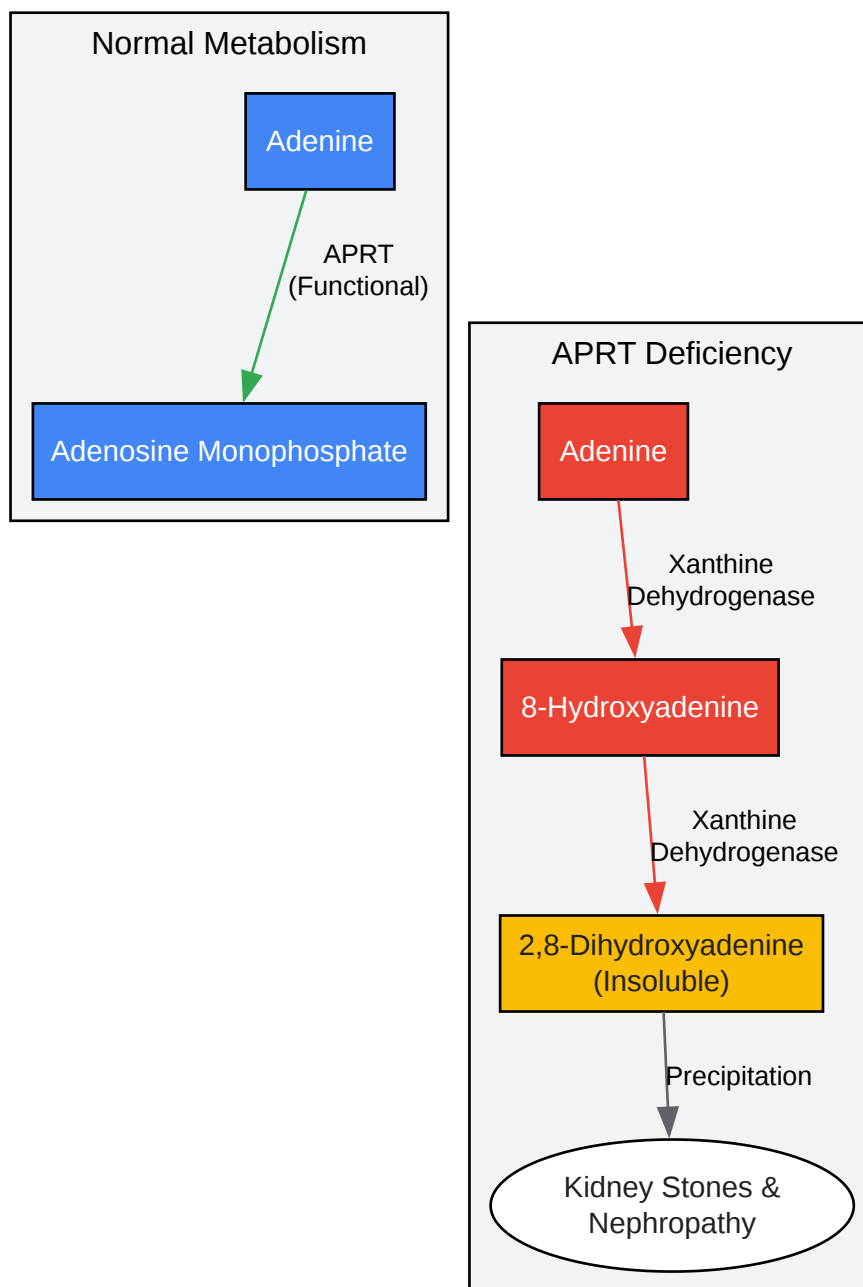 Normal Metabolism
Adenine
APRT
(Functional)
Adenosine Monophosphate
APRT Deficiency
Adenine
Xanthine
Dehydrogenase
8-Hydroxyadenine
Xanthine
Dehydrogenase
2,8-Dihydroxyadenine
(Insoluble)
Precipitation
Kidney Stones &
Nephropathy